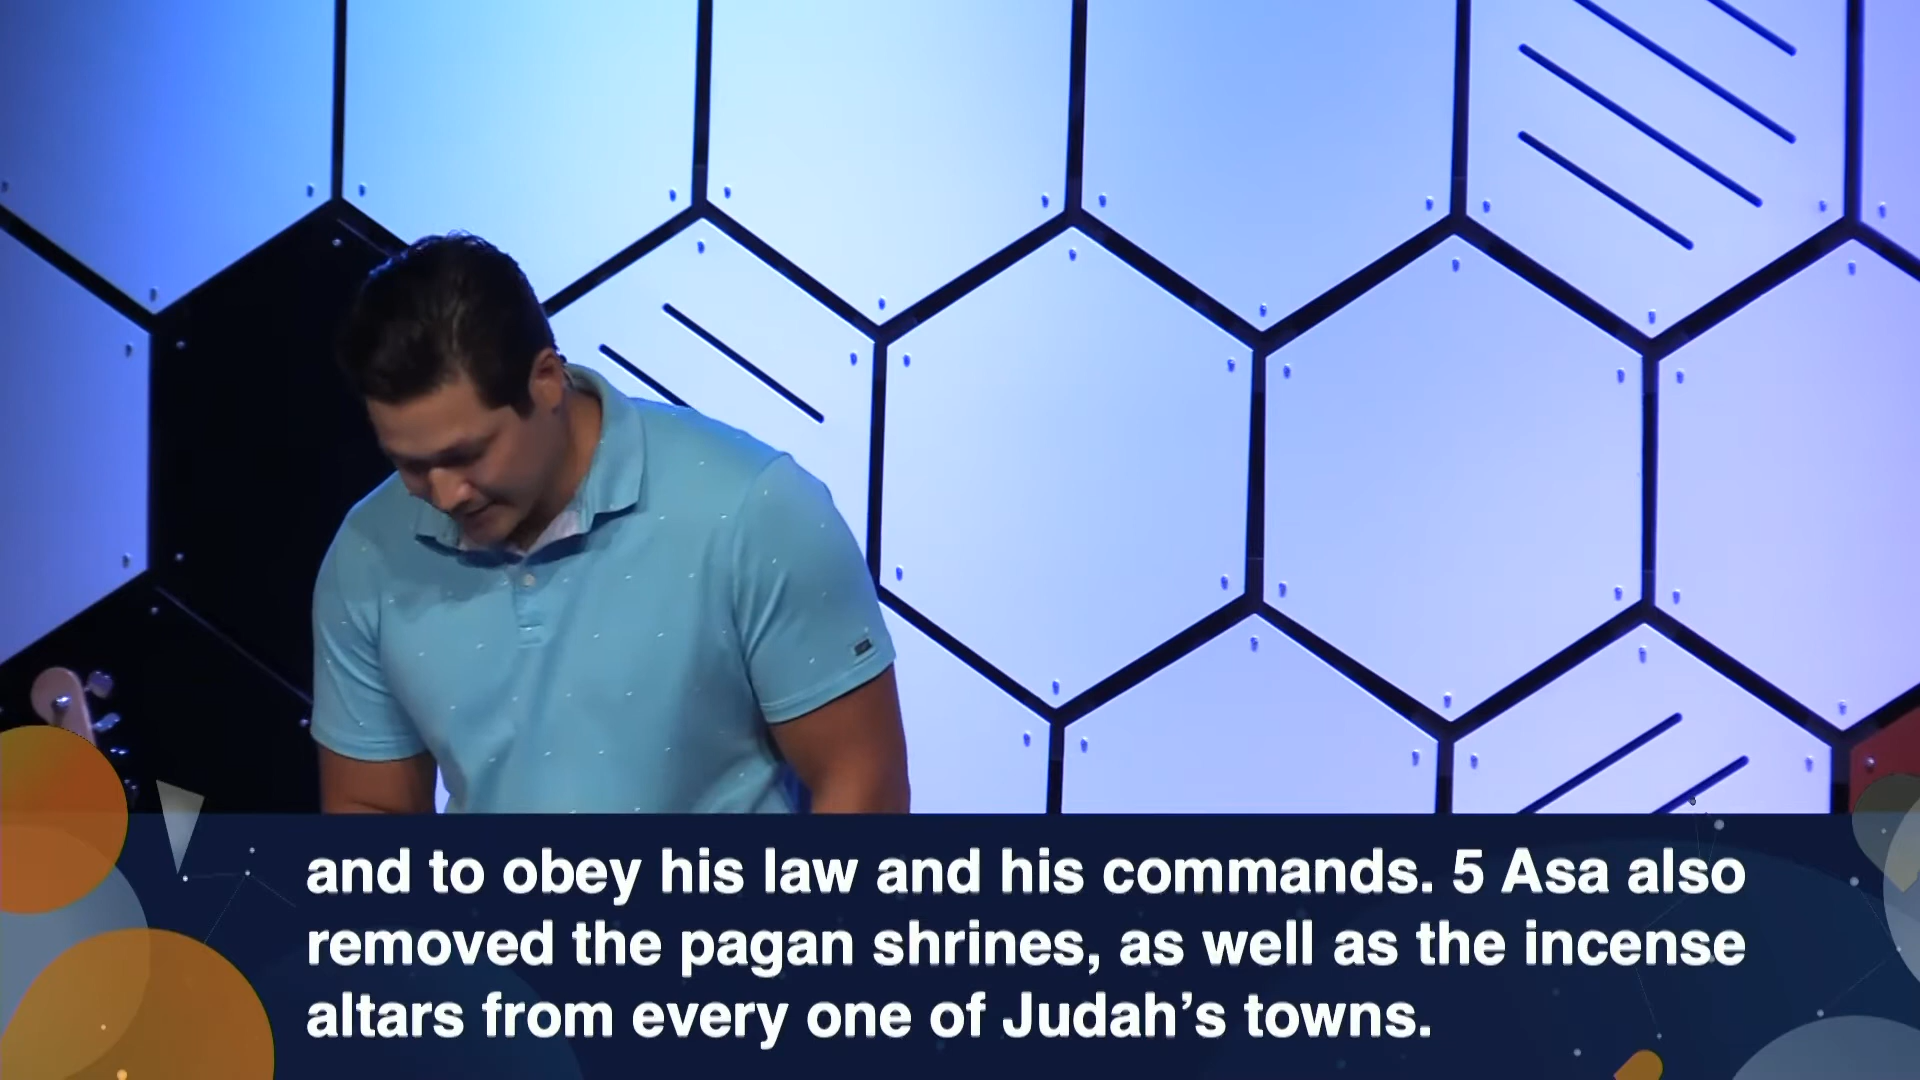 and to obey his law and his commands. 5 Asa also
removed the pagan shrines, as well as the incense
altars from every one of Judah’s towns.